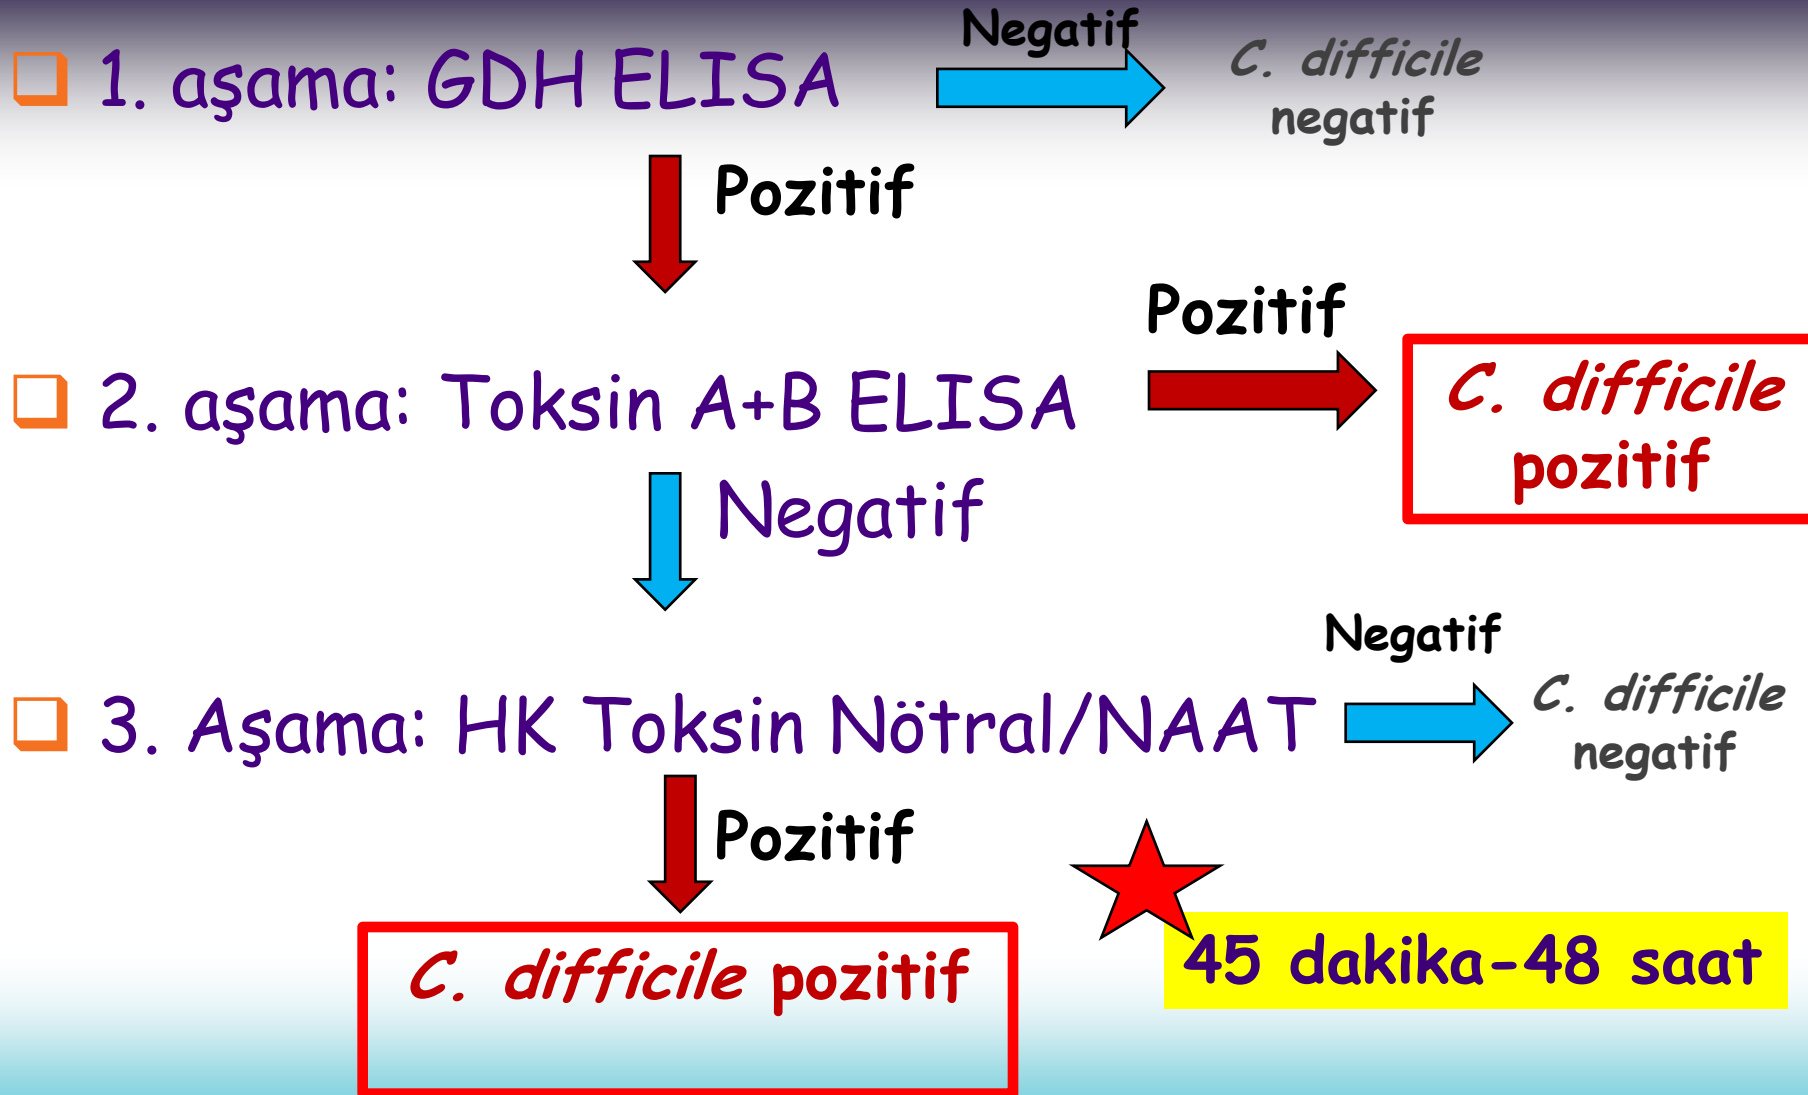 1. aşama: GDH ELISA
Negatif
C. difficile
negatif
Pozitif
2. aşama: Toksin A+B ELISA
Pozitif
C. difficile
pozitif
Negatif
3. Aşama: HK Toksin Nötral/NAAT
Negatif
C. difficile
negatif
Pozitif
C. difficile pozitif
45 dakika-48 saat